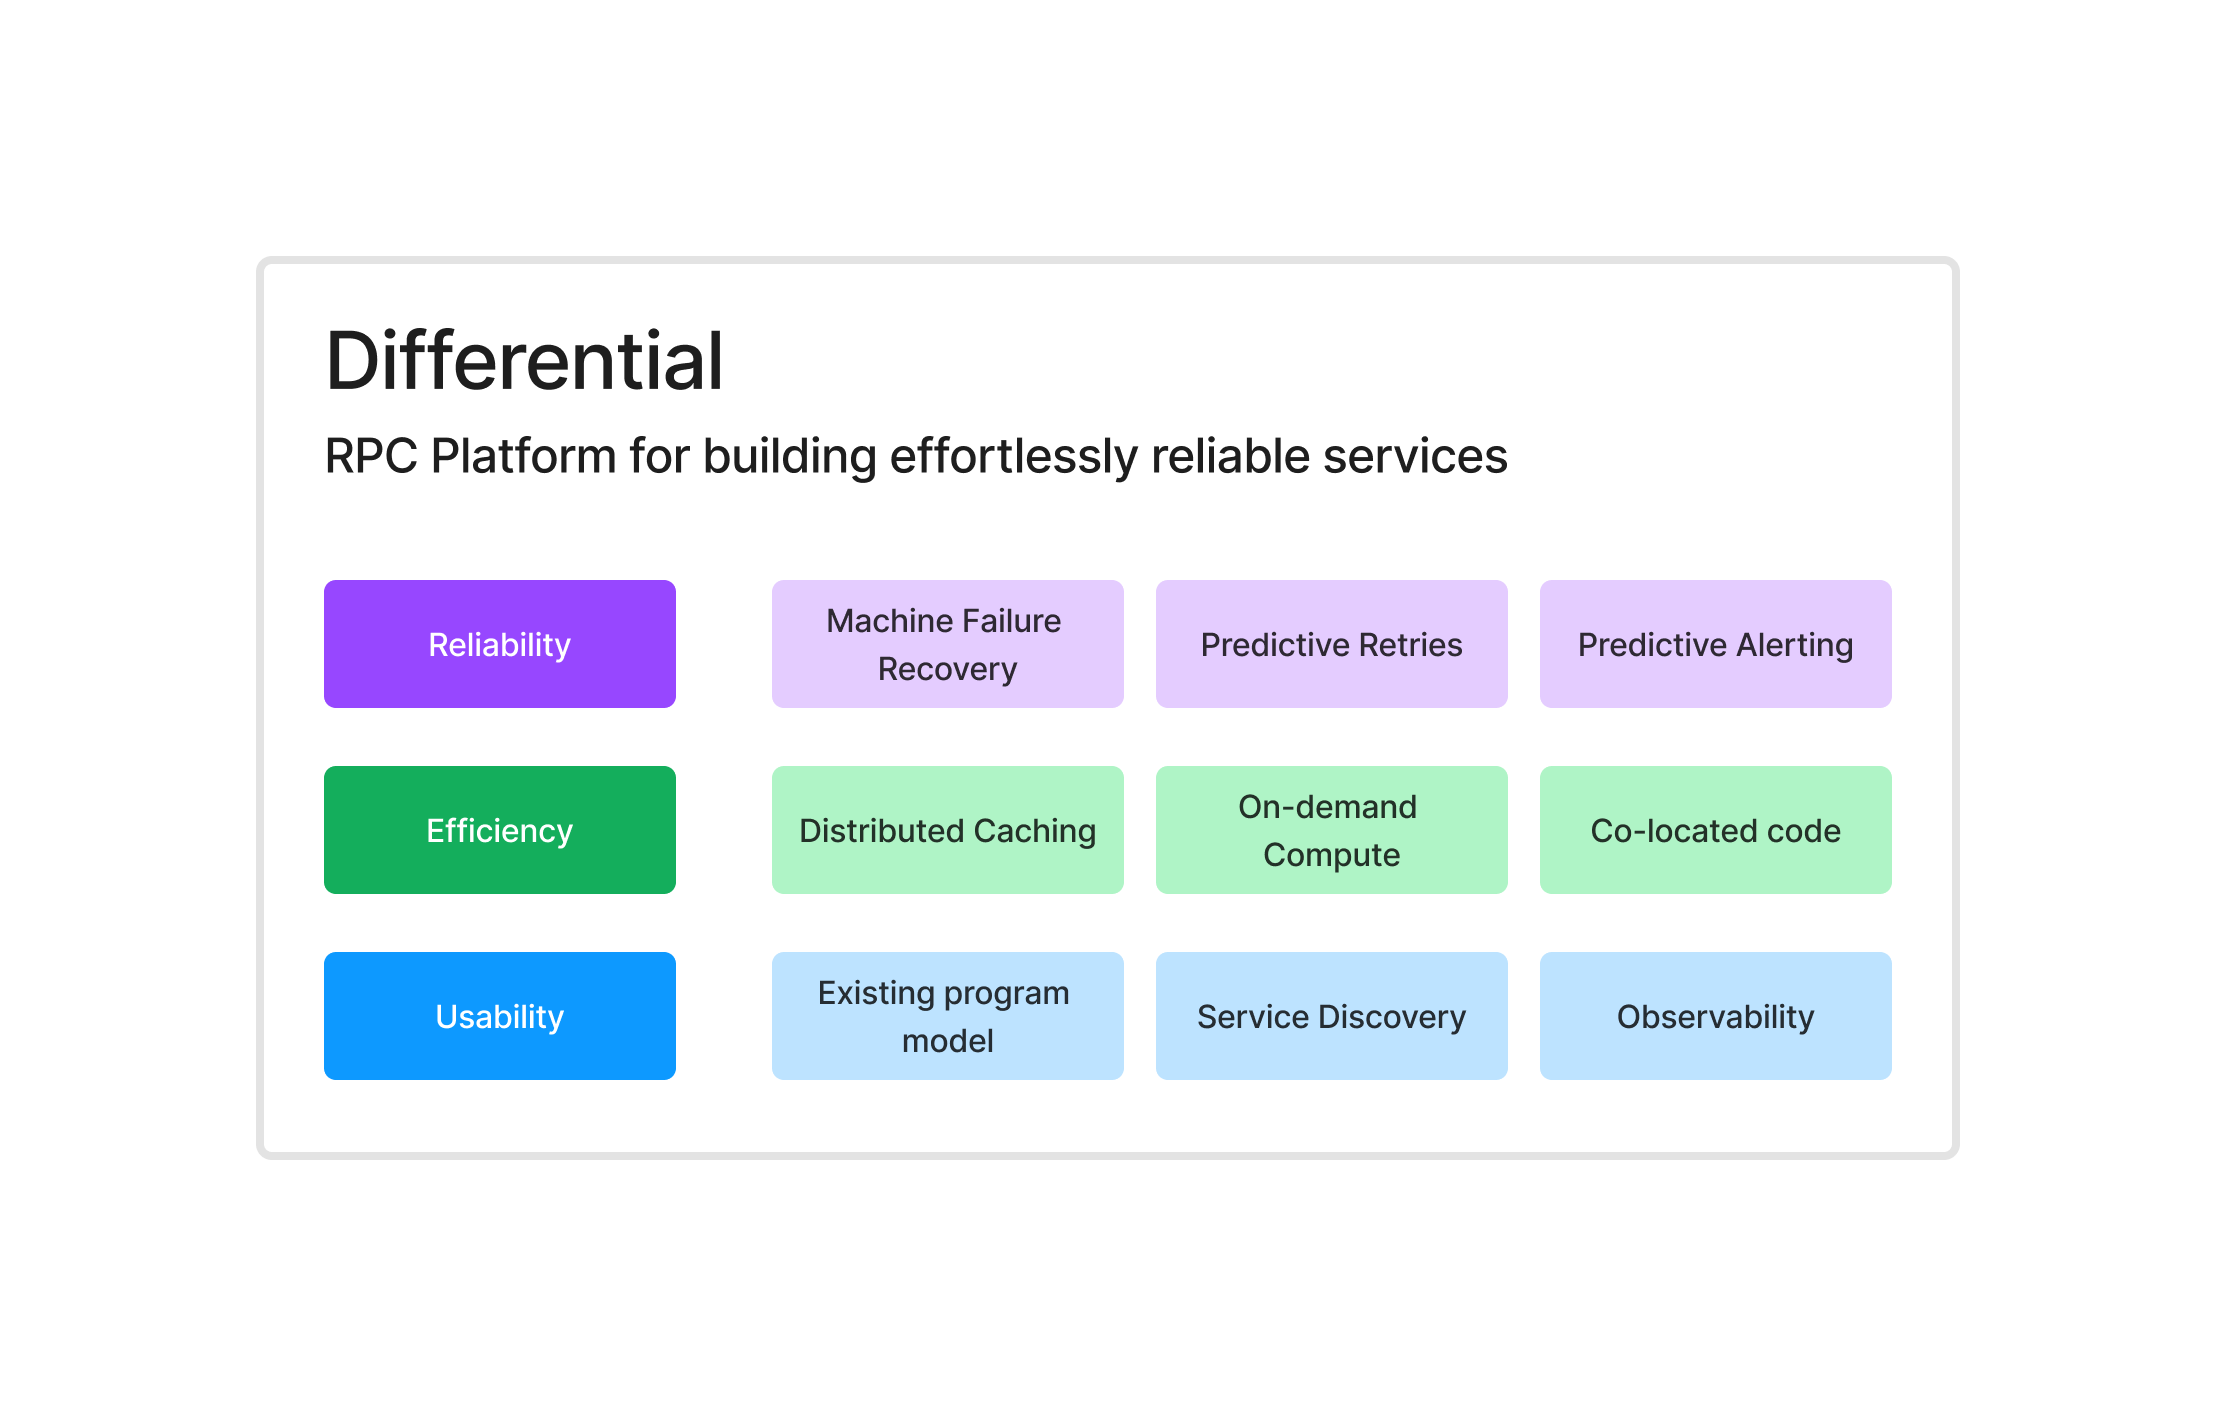 Differential
RPC Platform for building effortlessly reliable services
Reliability
Machine Failure
Recovery
Predictive Retries
Predictive Alerting
Efficiency
Distributed Caching
On-demand
Compute
Co-located code
Usability
Existing program
model
Service Discovery
Observability